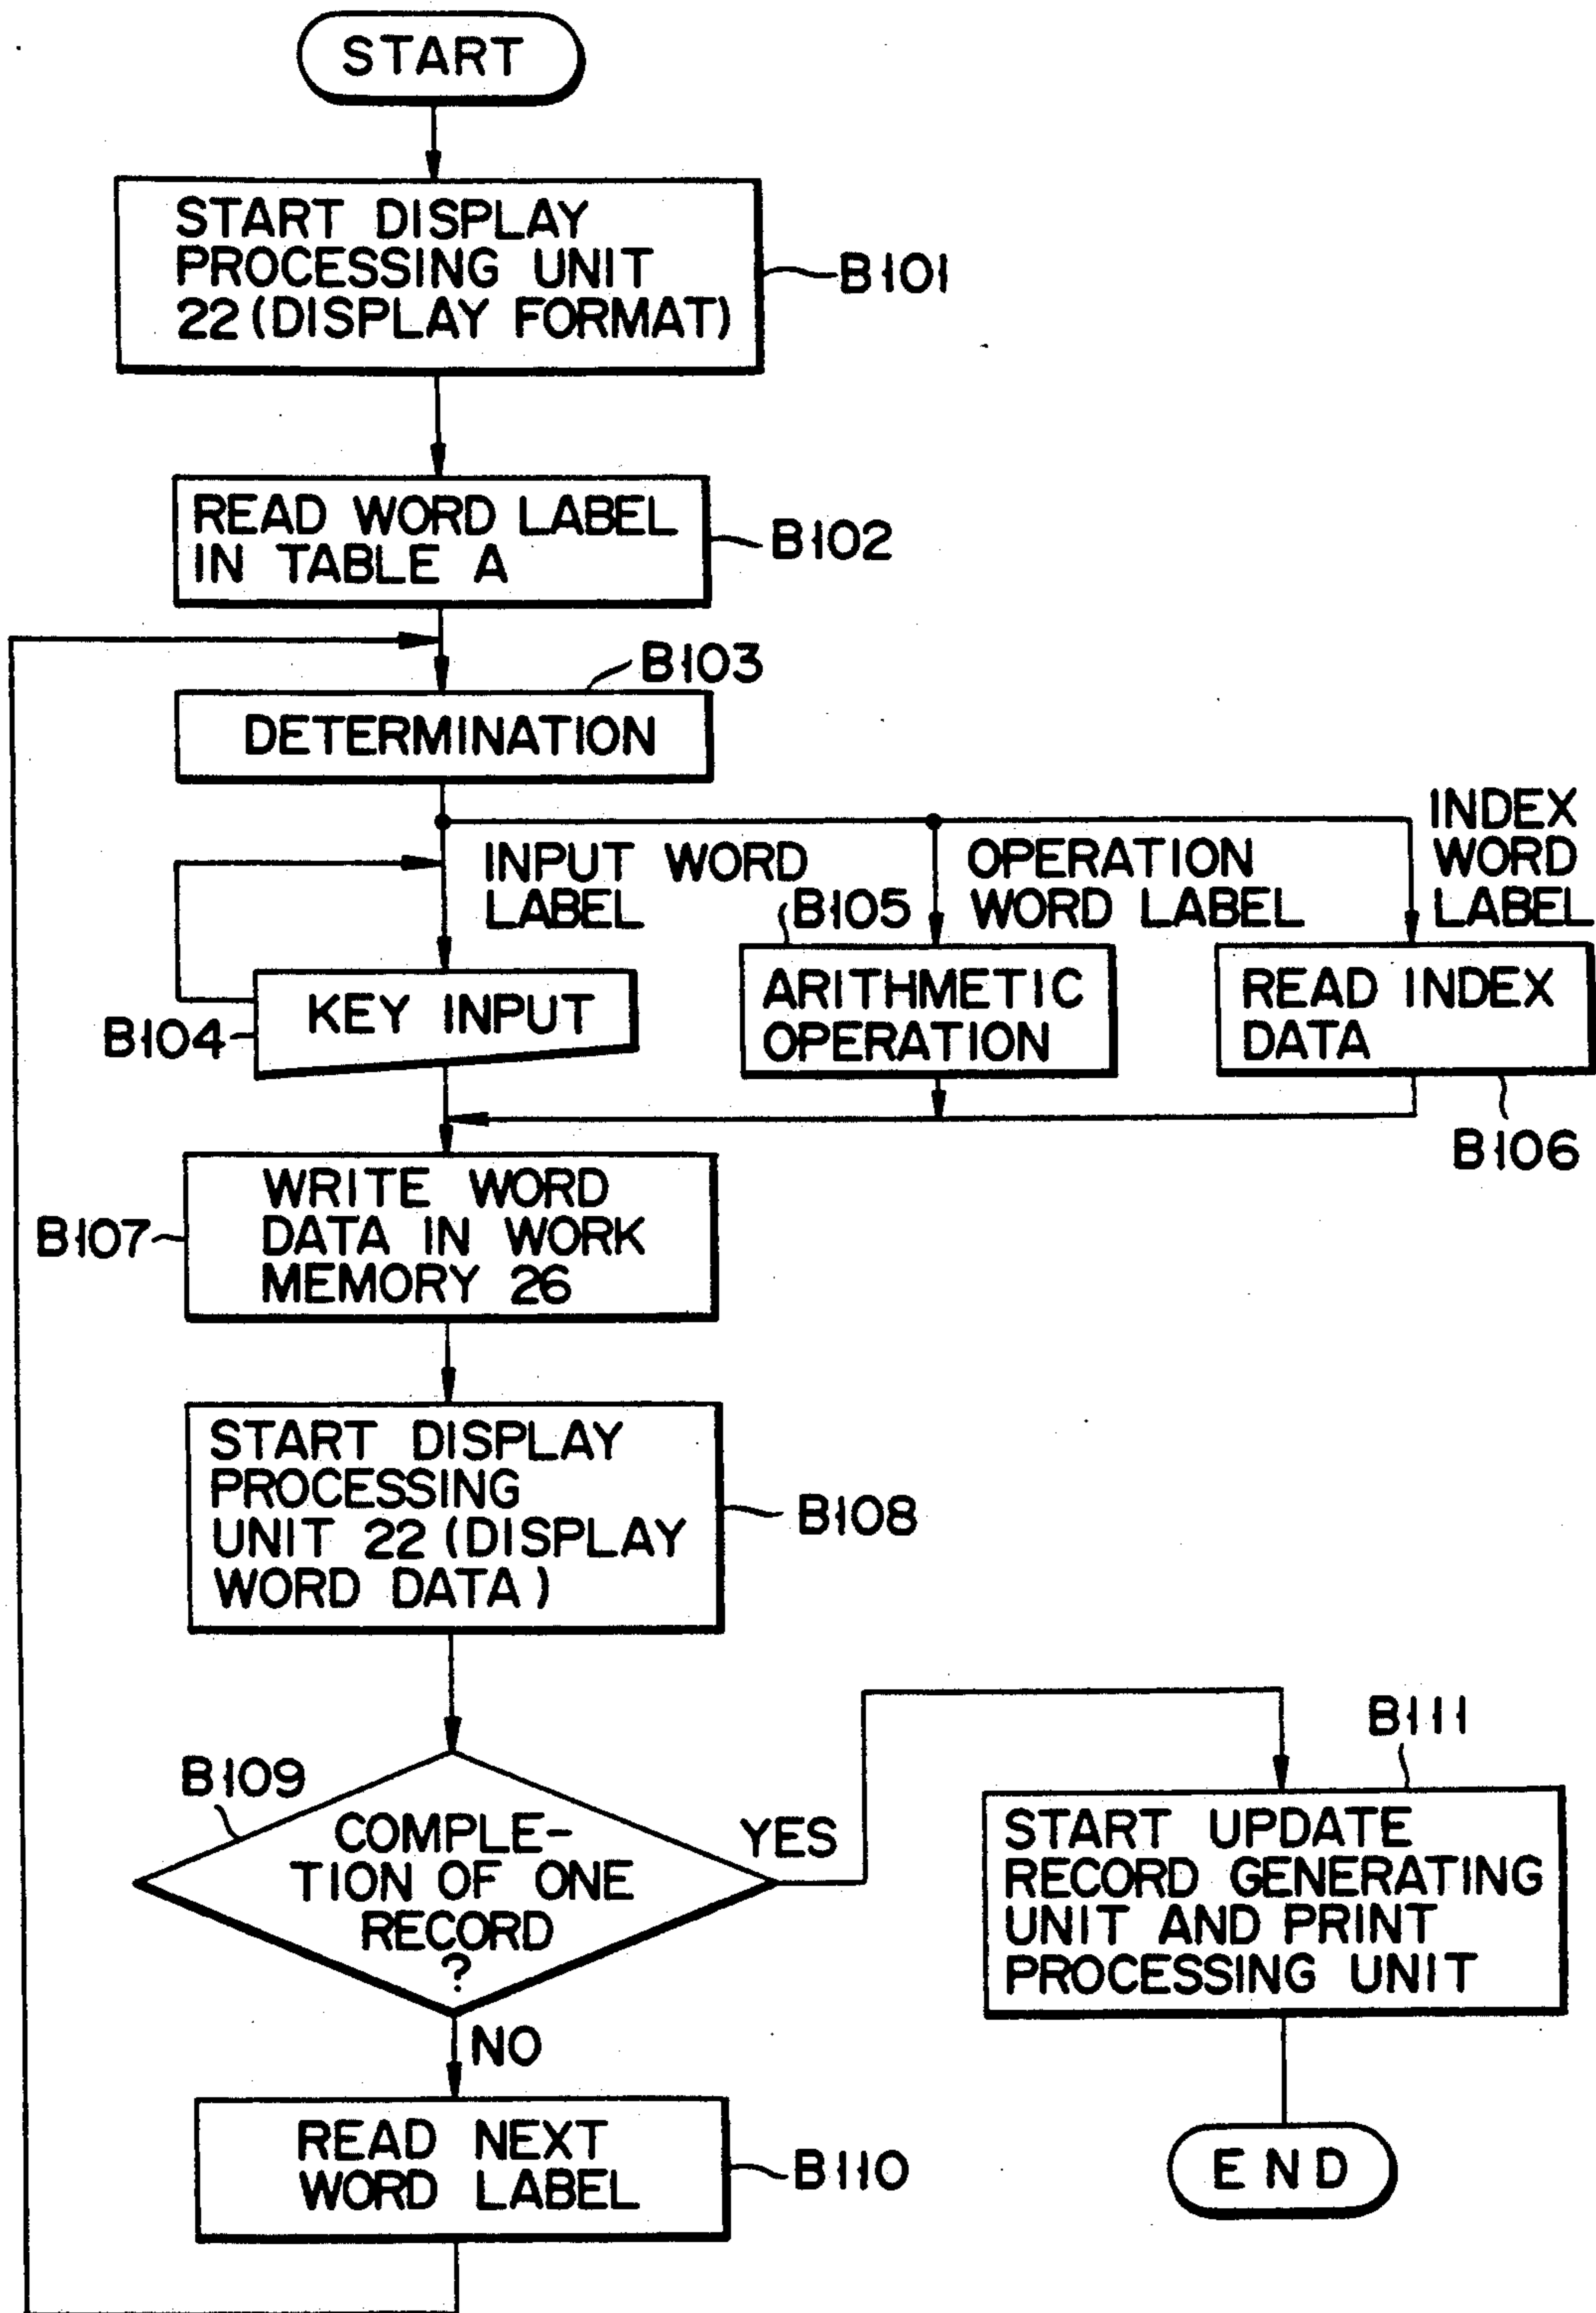 START
START DISPLAY
PROCESSING UNIT
22 (DISPLAY FORMAT)
B101
READ WORD LABEL
IN TABLE A
B102
B103
DETERMINATION
INPUT WORD
LABEL
OPERATION
WORD LABEL
INDEX
WORD
LABEL
B104
KEY INPUT
B105
ARITHMETIC
OPERATION
READ INDEX
DATA
B106
B107
WRITE WORD
DATA IN WORK
MEMORY 26
START DISPLAY
PROCESSING
UNIT 22 (DISPLAY
WORD DATA)
B108
B109
COMPLE-
TION OF ONE
RECORD
?
YES
NO
B111
START UPDATE
RECORD GENERATING
UNIT AND PRINT
PROCESSING UNIT
READ NEXT
WORD LABEL
B110
END